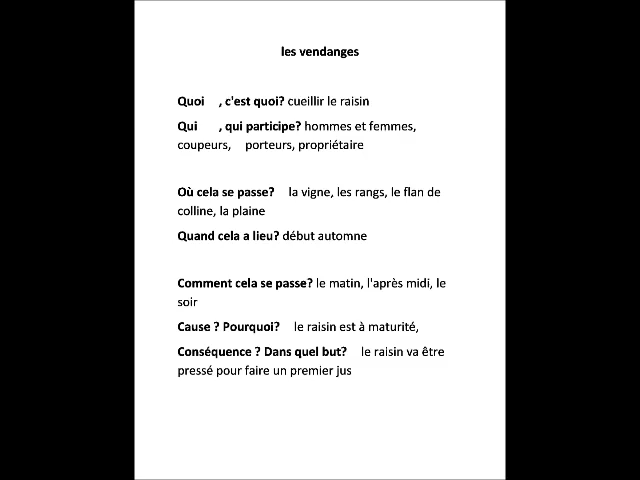 les vendanges
Quoi , c'est quoi? cueillir le raisin
Qui , qui participe? hommes et femmes,
coupeurs, porteurs, propriétaire
Où cela se passe? la vigne, les rangs, le flan de
colline, la plaine
Quand cela a lieu? début automne
Comment cela se passe? le matin, l'après midi, le
soir
Cause ? Pourquoi? le raisin est à maturité,
Conséquence ? Dans quel but? le raisin va être
pressé pour faire un premier jus